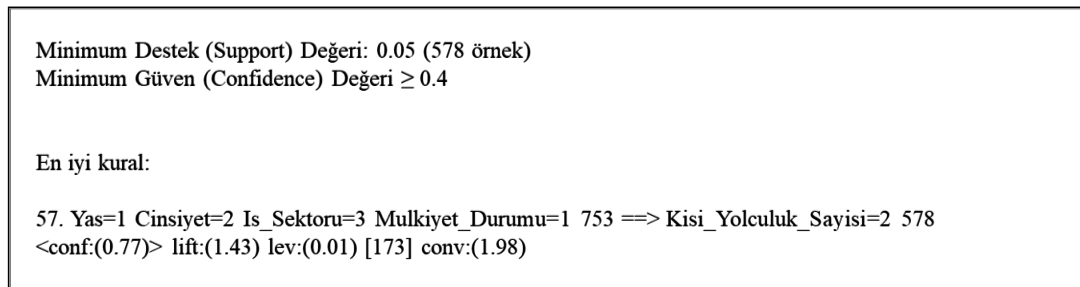 Minimum Destek (Support) Değeri: 0.05 (578 örnek)
Minimum Güven (Confidence) Değeri ≥ 0.4
En iyi kural:
57. Yas=1 Cinsiyet=2 Is_Sektoru=3 Mulkiyet_Durumu=1 753 ==> Kisi_Yolculuk_Sayisi=2 578
<conf:(0.77)> lift:(1.43) lev:(0.01) [173] conv:(1.98)